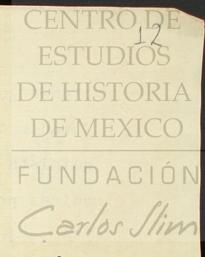 CENTRO DE
12
ESTUDIOS
DE HISTORIA
DE MEXICO
FUNDACIÓN
Carlos Slim